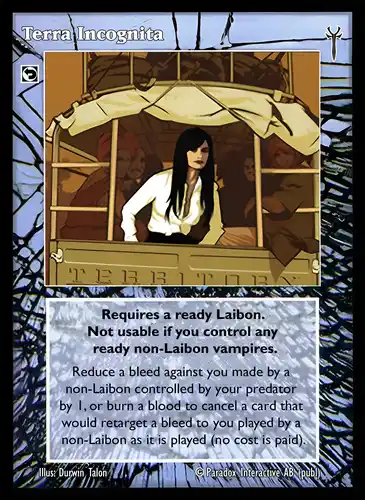 Terra Incognita
TERRITORY
Requires a ready Laibon.
Not usable if you control any
ready non-Laibon vampires.
Reduce a bleed against you made by a
non-Laibon controlled by your predator
by 1, or burn a blood to cancel a card that
would retarget a bleed to you played by a
non-Laibon as it is played (no cost is paid).
Illus: Durwin Talon
© Paradox Interactive AB (publ)